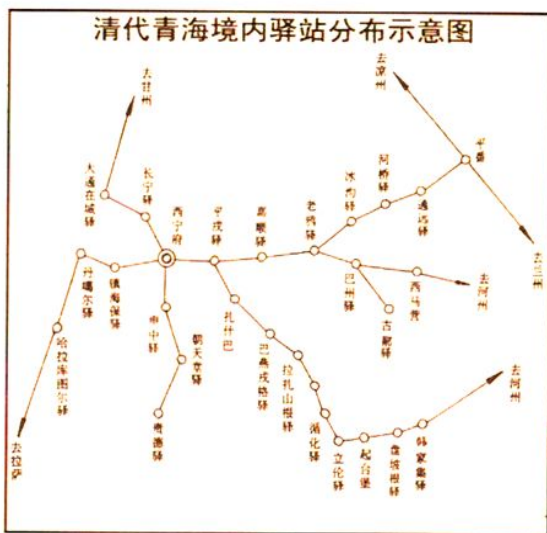 清代青海境内驿站分布示意图
去凉州
去甘州
平番
长宁驿
大通在城驿
河桥驿
冰沟驿
通远驿
老鸦驿
西宁府
平戎驿
嘉顺驿
去兰州
丹噶尔驿
镇海堡驿
巴州驿
西马营
去河州
古鄯驿
申中驿
扎什巴
哈拉库图尔驿
朝天堂驿
巴燕戎格驿
拉扎山根驿
去河州
贵德驿
循化驿
去拉萨
立伦驿
起台堡
盘坡根驿
韩家集驿